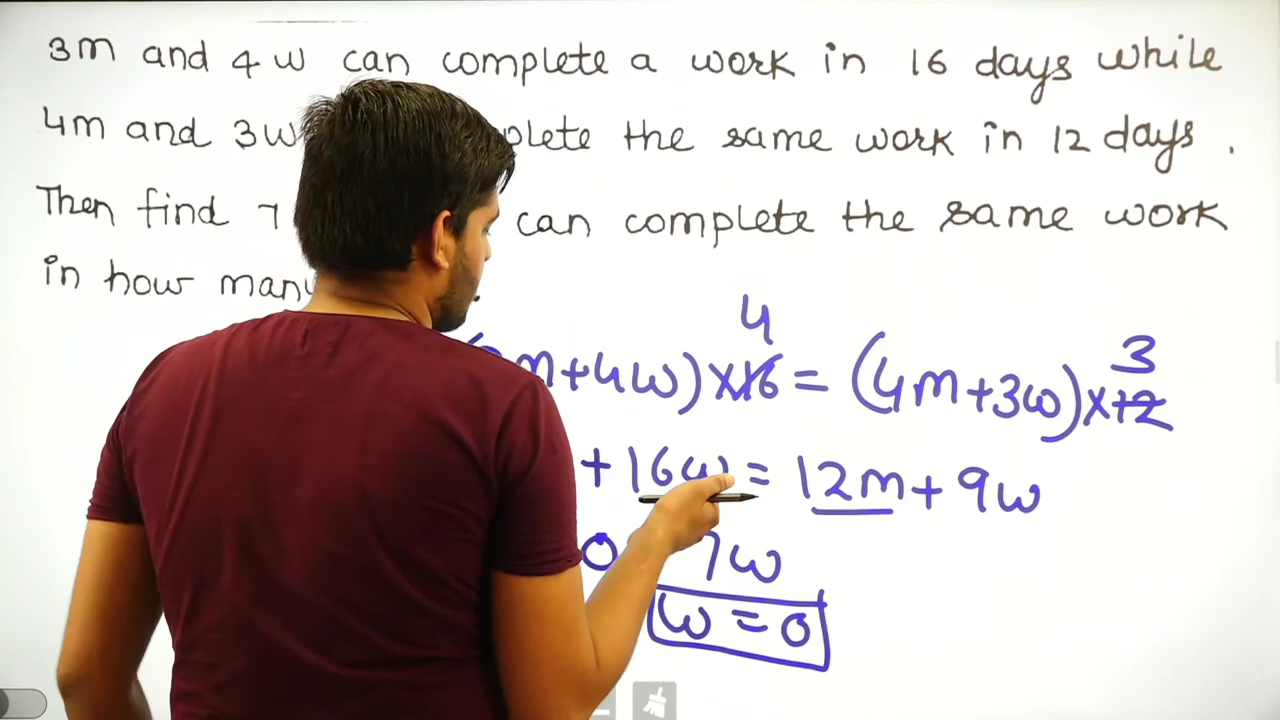 3m and 4w can complete a work in 16 days while
4m and 3w plete the same work in 12 days.
Then find 7 can complete the same work
in how many
4 3
m+4w)×16 = (4m+3w)×12
+ 16w = 12m + 9w
0 7w
w = 0